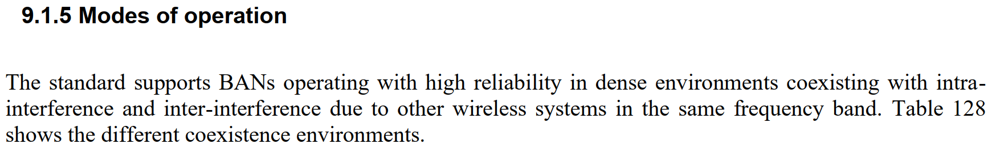 9.1.5 Modes of operation
The standard supports BANs operating with high reliability in dense environments coexisting with intra-
interference and inter-interference due to other wireless systems in the same frequency band. Table 128
shows the different coexistence environments.